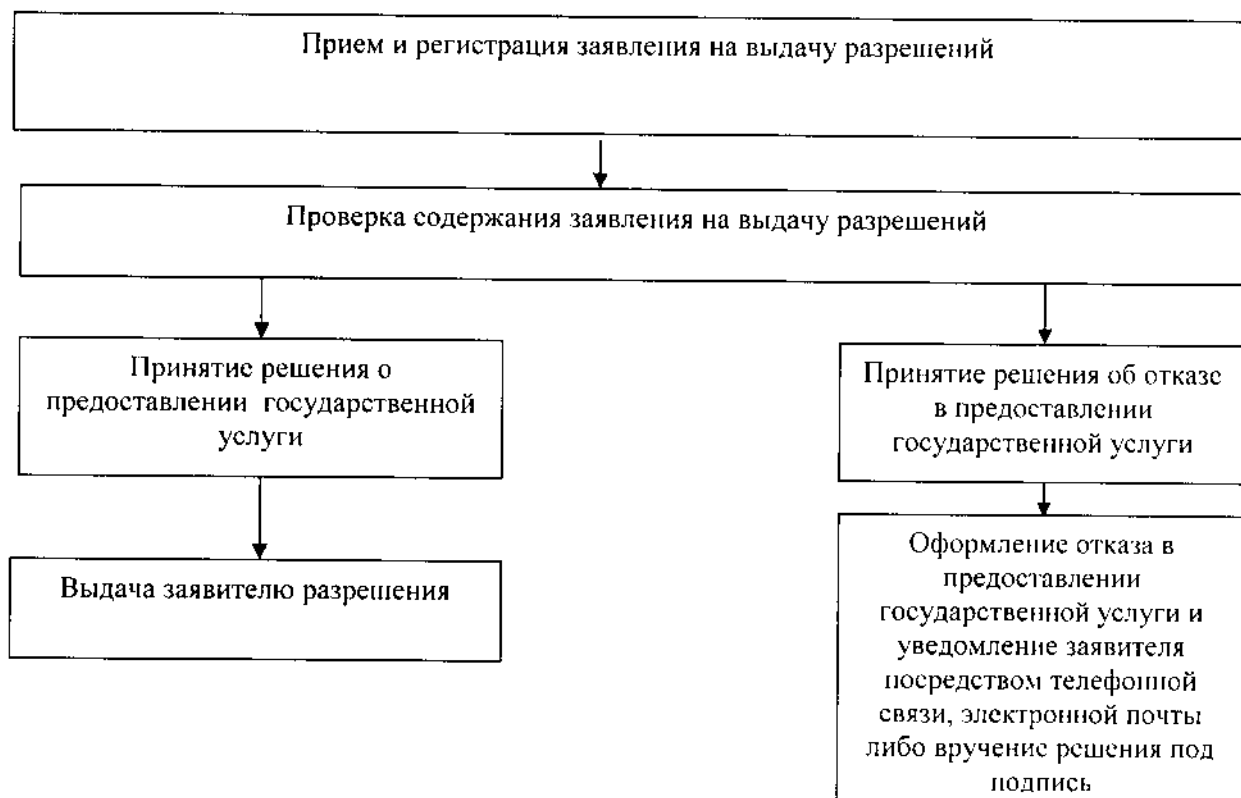 Прием и регистрация заявления на выдачу разрешений
Проверка содержания заявления на выдачу разрешений
Принятие решения о
предоставлении государственной
услуги
Принятие решения об отказе
в предоставлении
государственной услуги
Выдача заявителю разрешения
Оформление отказа в
предоставлении
государственной услуги и
уведомление заявителя
посредством телефонной
связи, электронной почты
либо вручение решения под
подпись